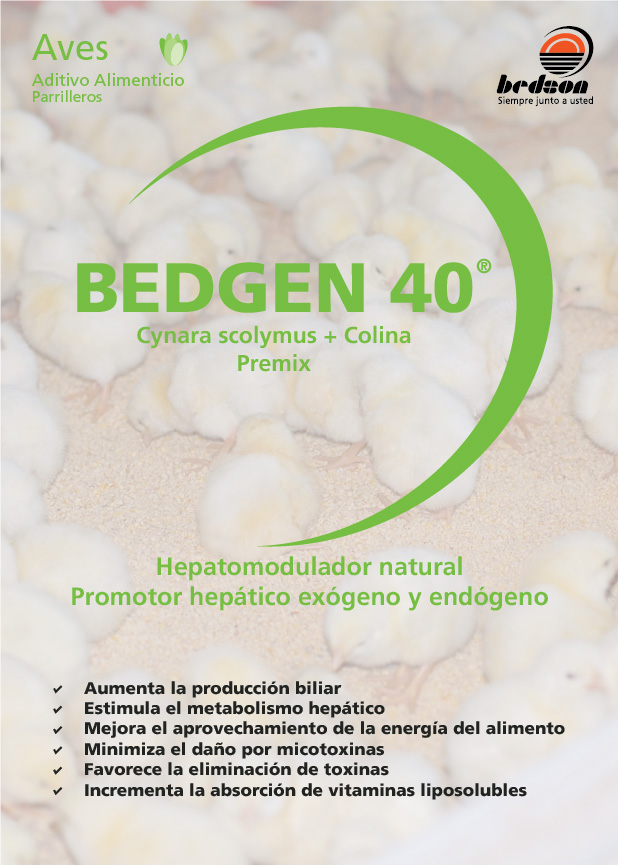 Aves
Aditivo Alimenticio
Parrilleros
bedson
Siempre junto a usted
BEDGEN 40®
Cynara scolymus + Colina
Premix
Hepatomodulador natural
Promotor hepático exógeno y endógeno
Aumenta la producción biliar
Estimula el metabolismo hepático
Mejora el aprovechamiento de la energía del alimento
Minimiza el daño por micotoxinas
Favorece la eliminación de toxinas
Incrementa la absorción de vitaminas liposolubles